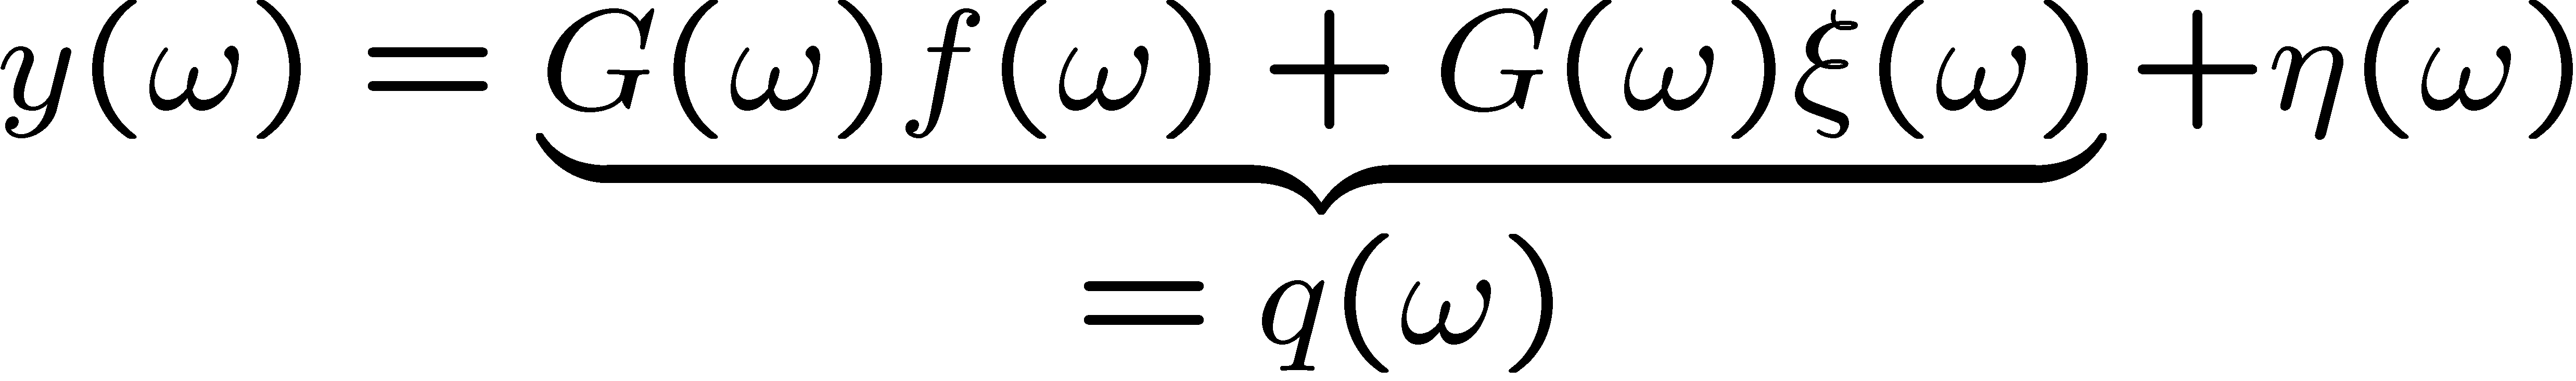 y(ω) = G(ω)f(ω) + G(ω)ξ(ω) + η(ω)
= q(ω)